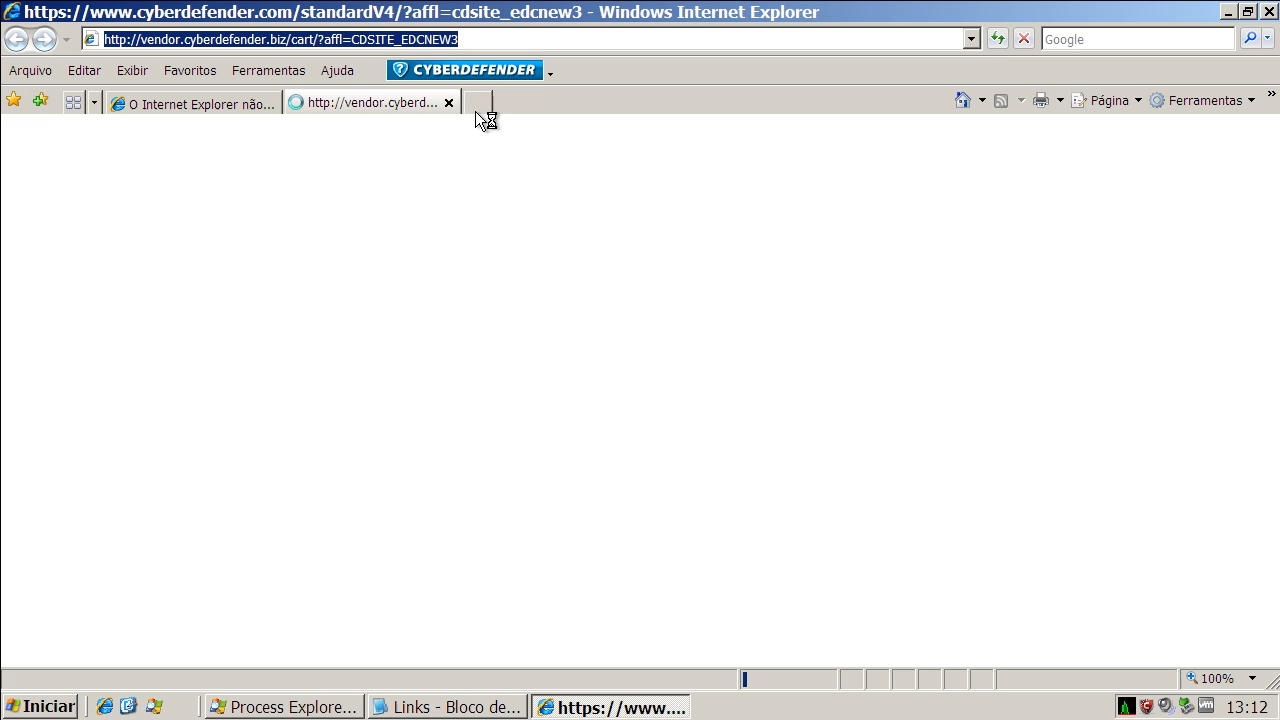 https://www.cyberdefender.com/standardV4/?affl=cdsite_edcnew3 - Windows Internet Explorer
http://vendor.cyberdefender.biz/cart/?affl=CDSITE_EDCNEW3
Google
Arquivo Editar Exibir Favoritos Ferramentas Ajuda CYBERDEFENDER
O Internet Explorer não... http://vendor.cyberd... Página Ferramentas »
100%
Iniciar Process Explore... Links - Bloco de... https://www.... 13:12